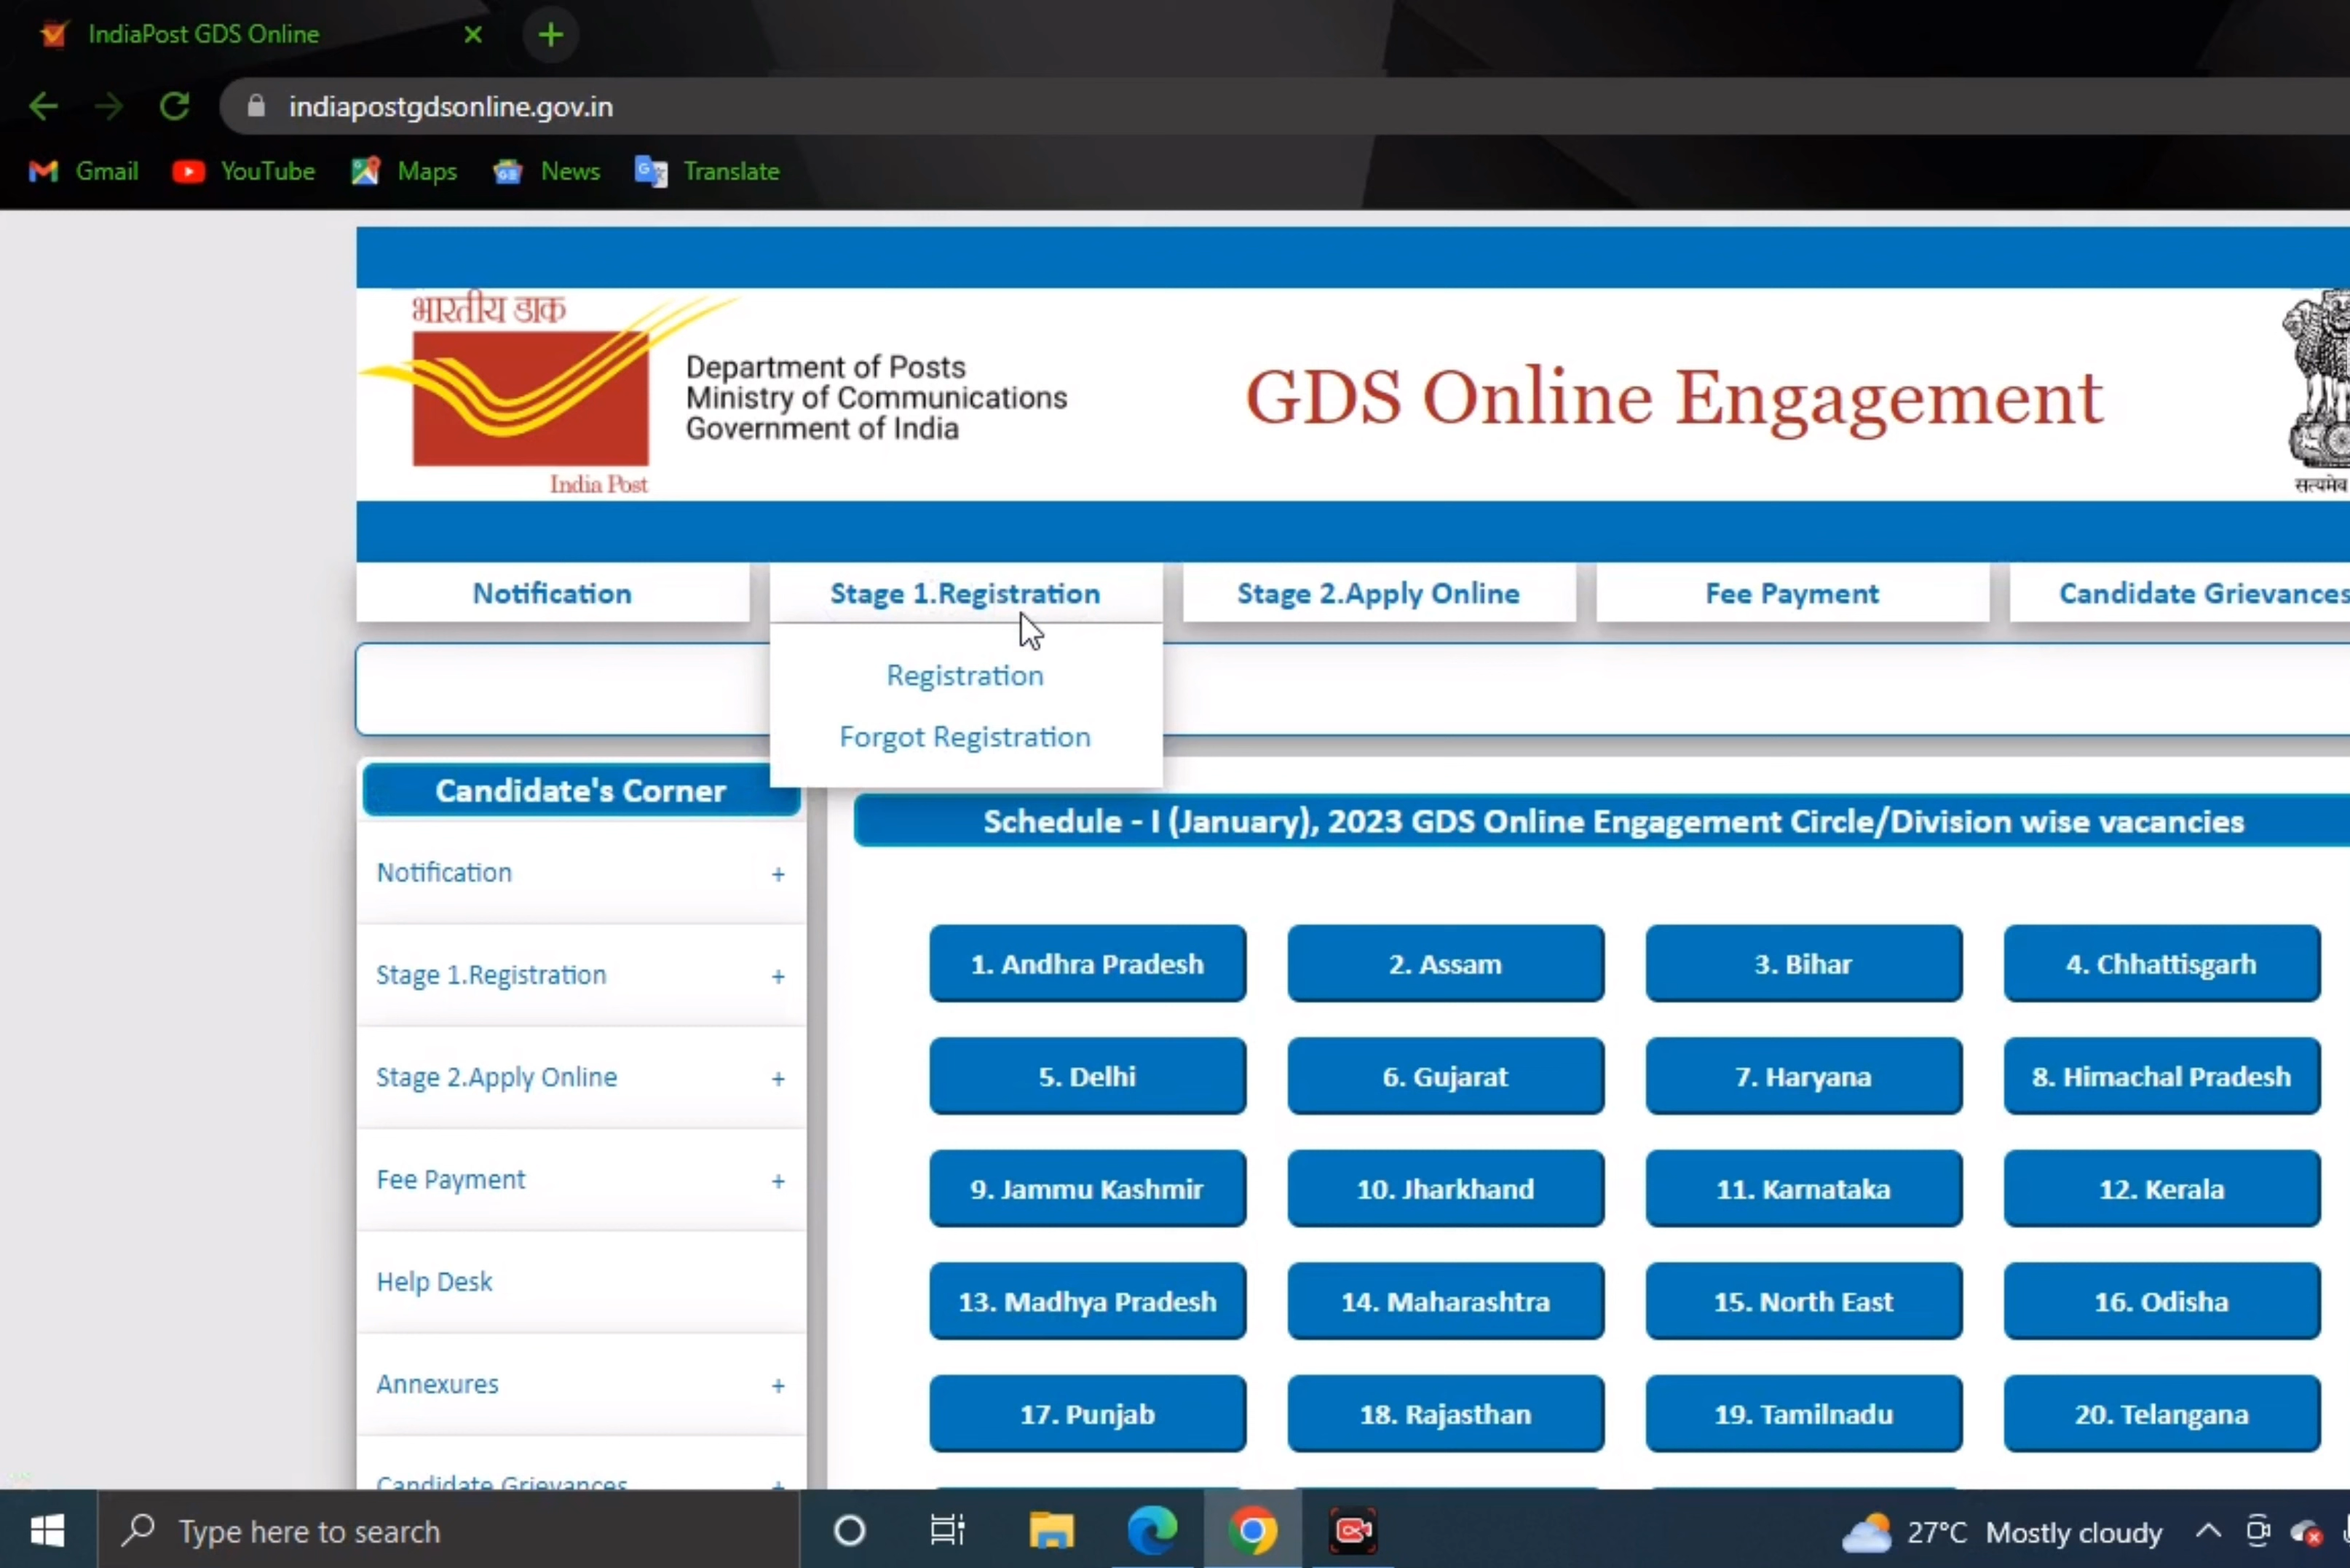 IndiaPost GDS Online
indiapostgdsonline.gov.in
Gmail YouTube Maps News Translate
भारतीय डाक
India Post
Department of Posts
Ministry of Communications
Government of India
GDS Online Engagement
Notification Stage 1.Registration Stage 2.Apply Online Fee Payment Candidate Grievances
Registration
Forgot Registration
Candidate's Corner
Notification +
Stage 1.Registration +
Stage 2.Apply Online +
Fee Payment +
Help Desk
Annexures +
Candidate Grievances +
Schedule - I (January), 2023 GDS Online Engagement Circle/Division wise vacancies
1. Andhra Pradesh 2. Assam 3. Bihar 4. Chhattisgarh
5. Delhi 6. Gujarat 7. Haryana 8. Himachal Pradesh
9. Jammu Kashmir 10. Jharkhand 11. Karnataka 12. Kerala
13. Madhya Pradesh 14. Maharashtra 15. North East 16. Odisha
17. Punjab 18. Rajasthan 19. Tamilnadu 20. Telangana
Type here to search
27°C Mostly cloudy